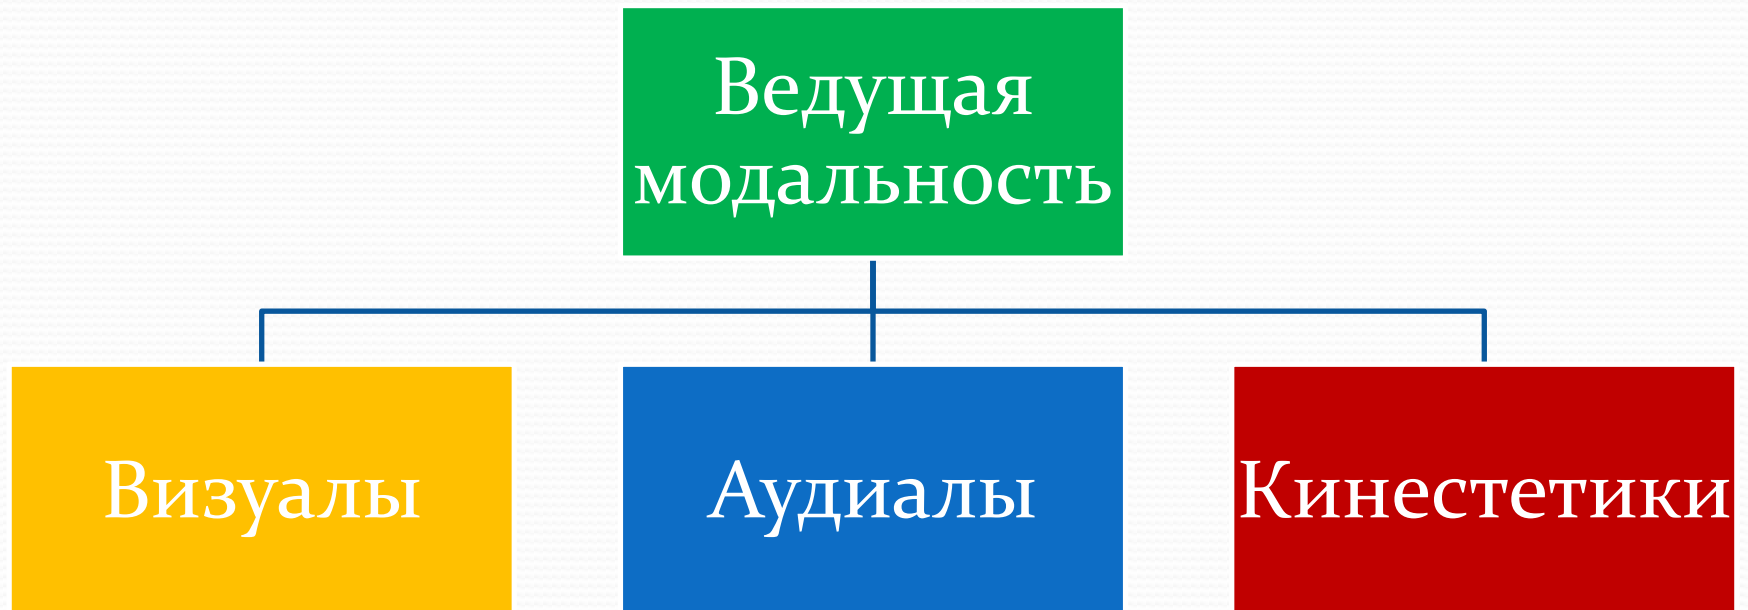 Ведущая
модальность
Визуалы
Аудиалы
Кинестетики